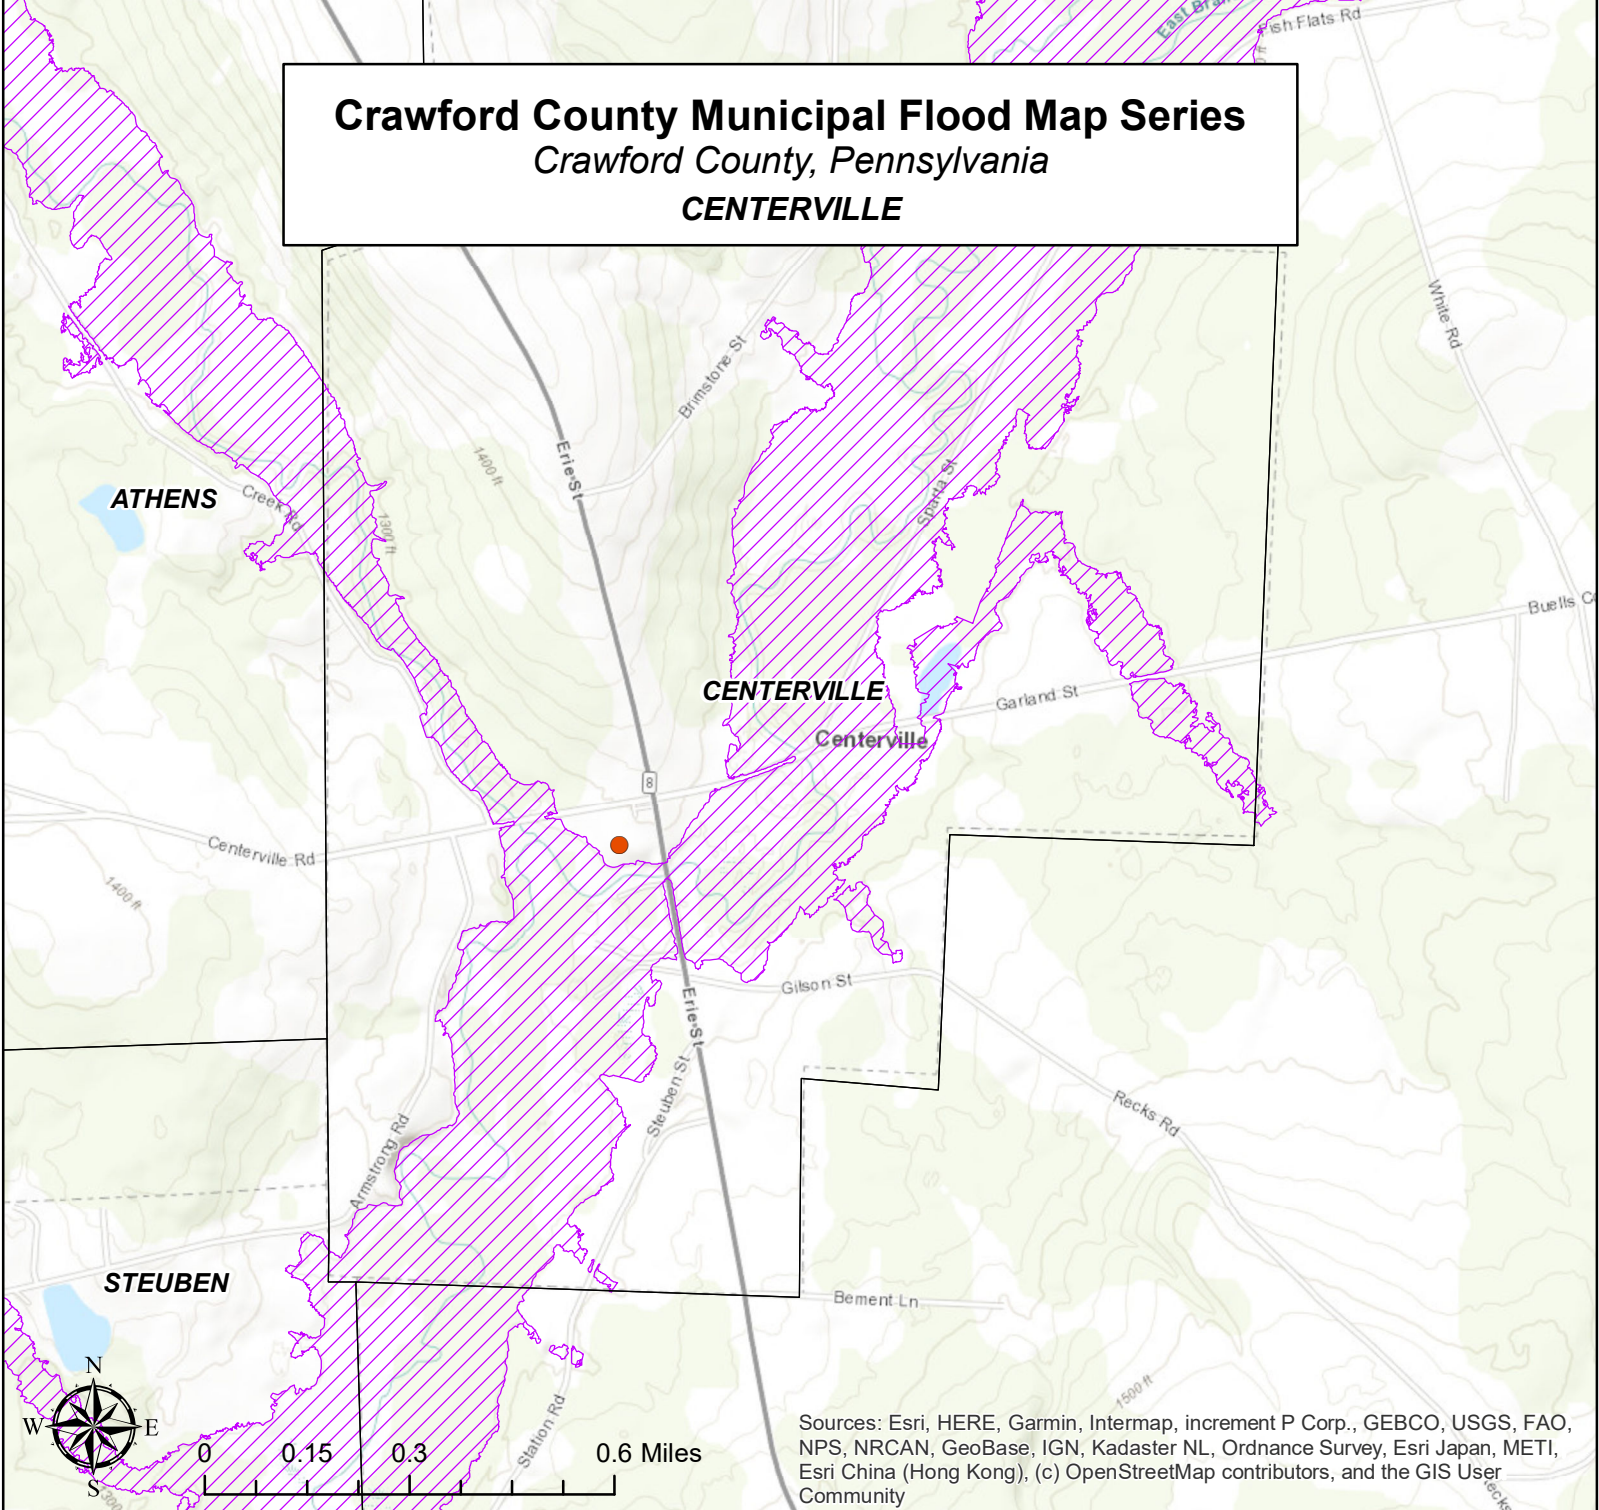 East Bran
Fish Flats Rd
Crawford County Municipal Flood Map Series
Crawford County, Pennsylvania
CENTERVILLE
White Rd
Brimstone St
Erie St
1400 ft
ATHENS
Creek Rd
1300 ft
Sparta St
Buells Co
CENTERVILLE
Garland St
Centerville
8
Centerville Rd
1400 ft
Gilson St
Erie St
Steuben St
Recks Rd
Armstrong Rd
STEUBEN
Bement Ln
N
W
E
S
1500 ft
Station Rd
1300
0 0.15 0.3 0.6 Miles
Sources: Esri, HERE, Garmin, Intermap, increment P Corp., GEBCO, USGS, FAO,
NPS, NRCAN, GeoBase, IGN, Kadaster NL, Ordnance Survey, Esri Japan, METI,
Esri China (Hong Kong), (c) OpenStreetMap contributors, and the GIS User
Community
Recks